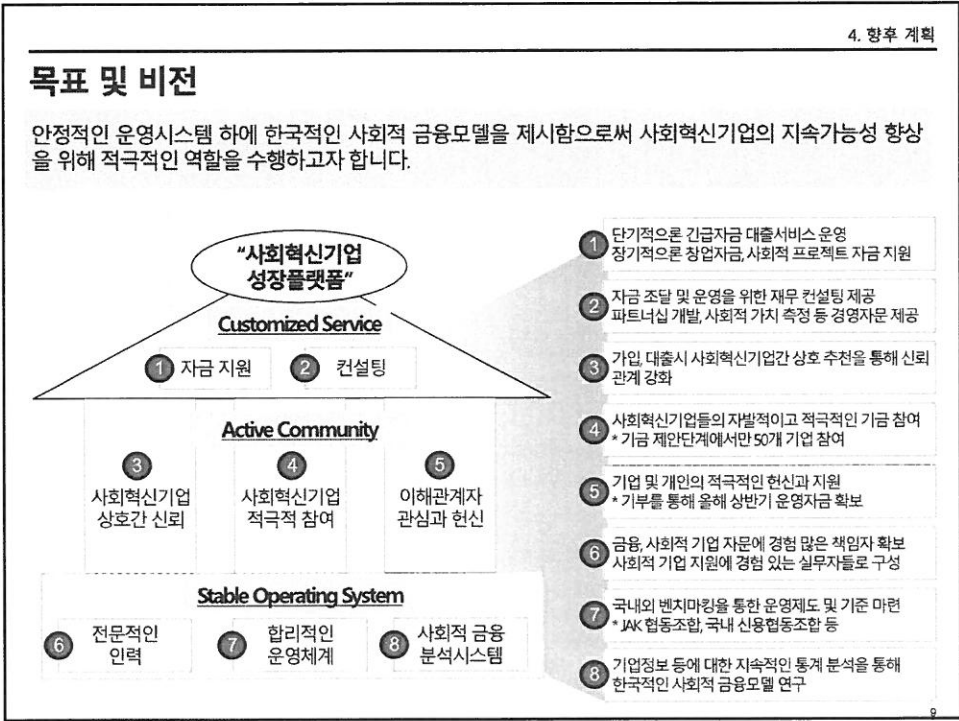 4. 향후 계획
목표 및 비전
안정적인 운영시스템 하에 한국적인 사회적 금융모델을 제시함으로써 사회혁신기업의 지속가능성 향상
을 위해 적극적인 역할을 수행하고자 합니다.
“사회혁신기업
성장플랫폼”
Customized Service
1 자금 지원
2 컨설팅
Active Community
3
사회혁신기업
상호간 신뢰
4
사회혁신기업
적극적 참여
5
이해관계자
관심과 헌신
Stable Operating System
6 전문적인
인력
7 합리적인
운영체계
8 사회적 금융
분석시스템
1 단기적으론 긴급자금 대출서비스 운영
장기적으론 창업자금, 사회적 프로젝트 자금 지원
2 자금 조달 및 운영을 위한 재무 컨설팅 제공
파트너십 개발, 사회적 가치 측정 등 경영자문 제공
3 가입, 대출시 사회혁신기업간 상호 추천을 통해 신뢰
관계 강화
4 사회혁신기업들의 자발적이고 적극적인 기금 참여
* 기금 제안단계에서만 50개 기업 참여
5 기업 및 개인의 적극적인 헌신과 지원
* 기부를 통해 올해 상반기 운영자금 확보
6 금융, 사회적 기업 자문에 경험 많은 책임자 확보
사회적 기업 지원에 경험 있는 실무자들로 구성
7 국내외 벤치마킹을 통한 운영제도 및 기준 마련
* JAK 협동조합, 국내 신용협동조합 등
8 기업정보 등에 대한 지속적인 통계 분석을 통해
한국적인 사회적 금융모델 연구
9